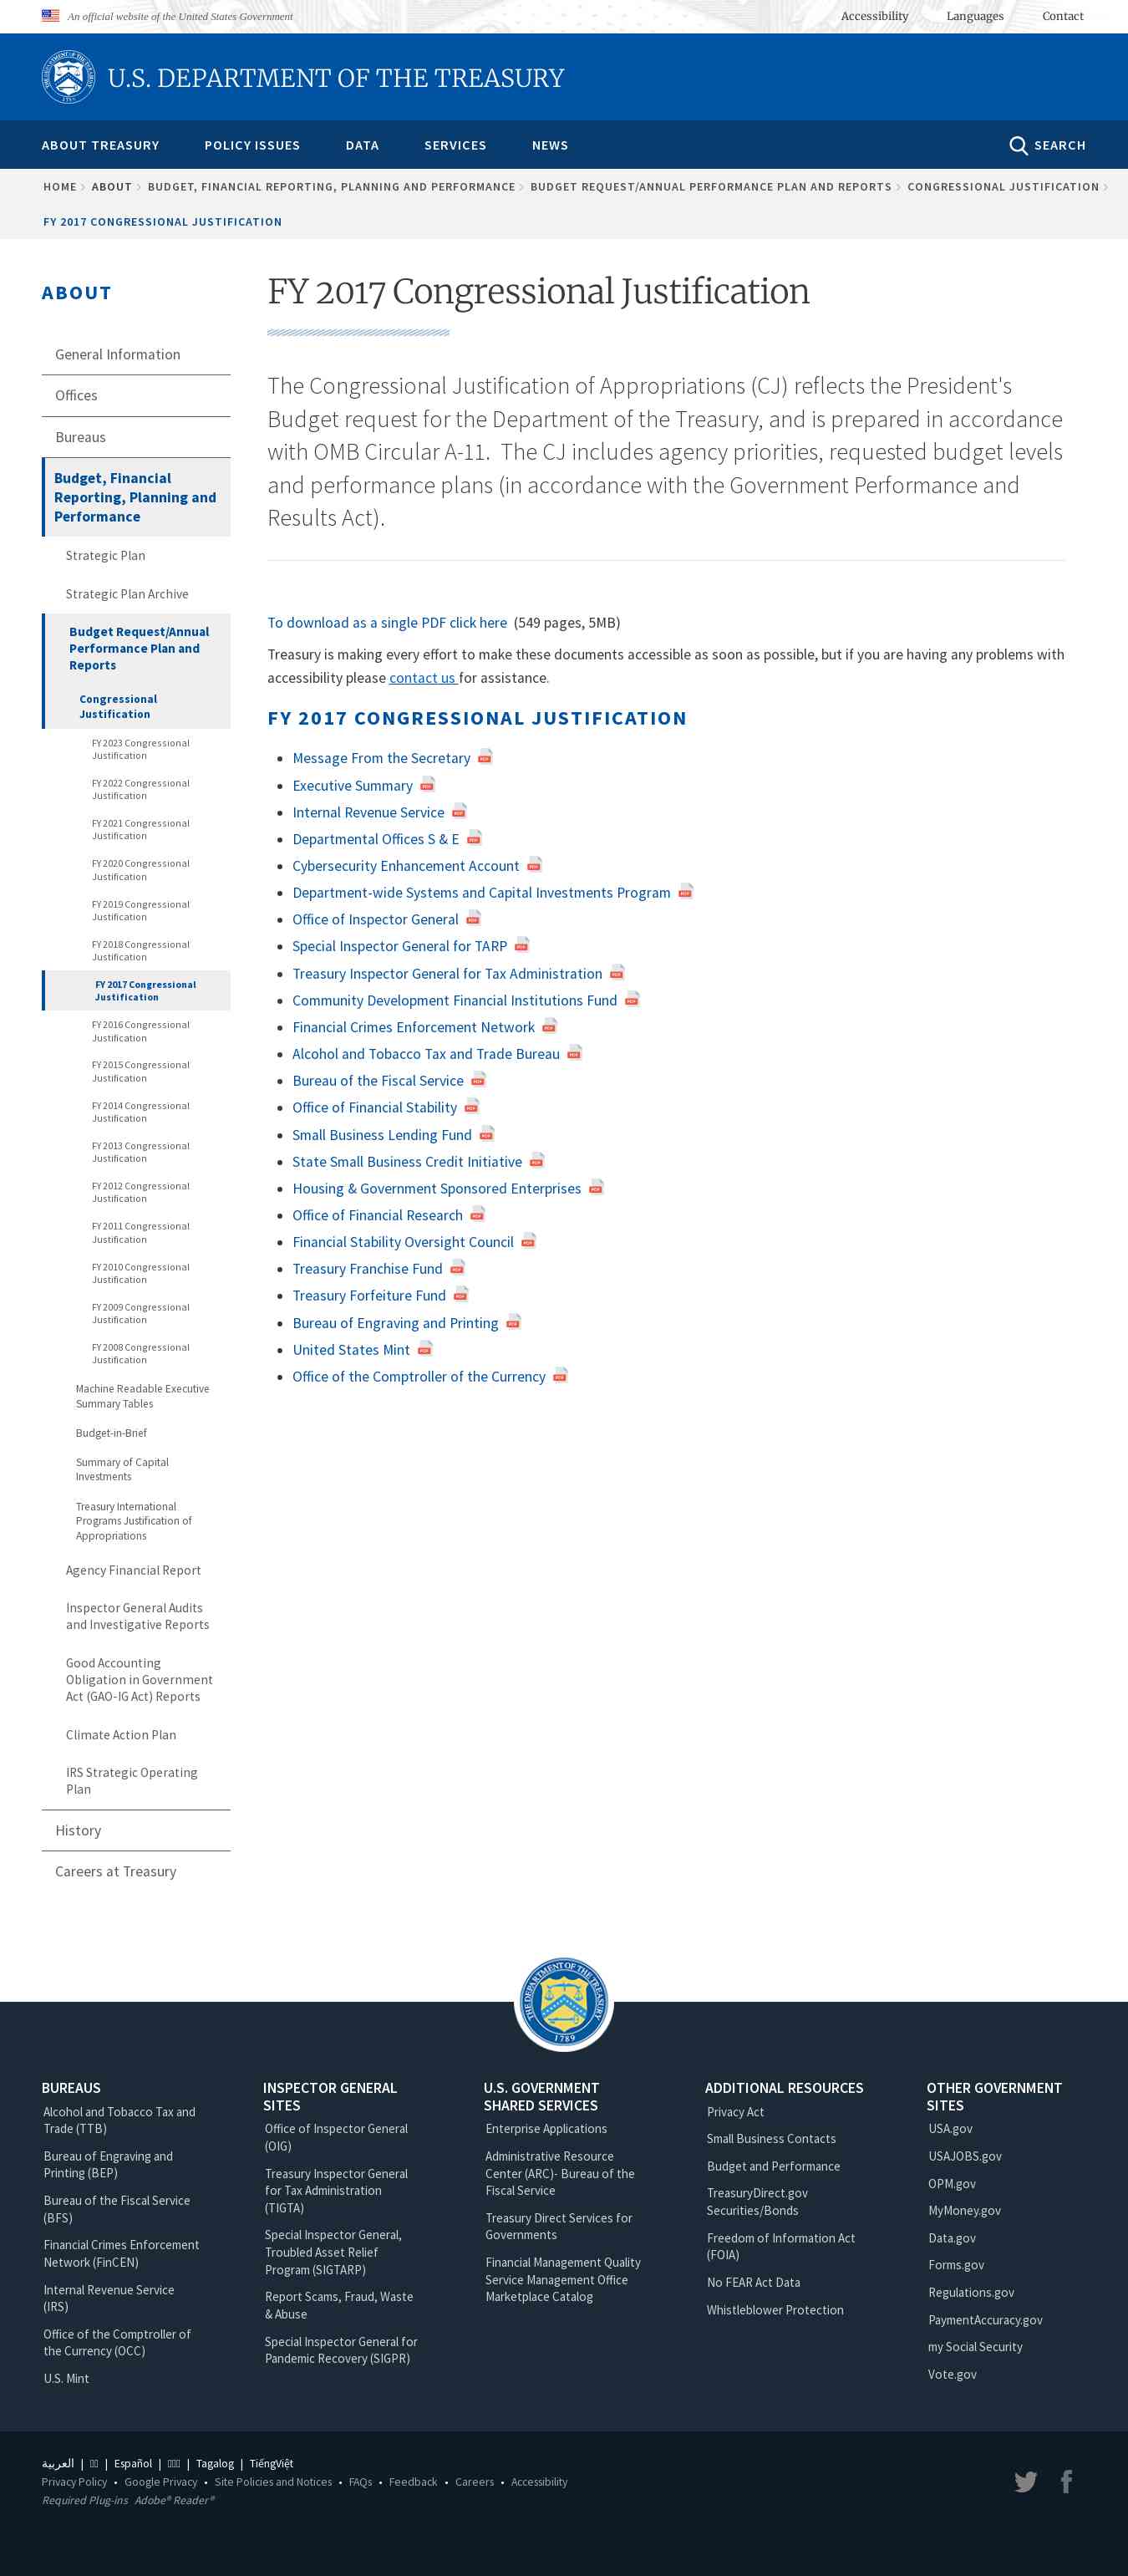 An official website of the United States Government
Accessibility Languages Contact
U.S. DEPARTMENT OF THE TREASURY
ABOUT TREASURY POLICY ISSUES DATA SERVICES NEWS SEARCH
HOME ABOUT BUDGET, FINANCIAL REPORTING, PLANNING AND PERFORMANCE BUDGET REQUEST/ANNUAL PERFORMANCE PLAN AND REPORTS CONGRESSIONAL JUSTIFICATION
FY 2017 CONGRESSIONAL JUSTIFICATION
ABOUT
General Information
Offices
Bureaus
Budget, Financial
Reporting, Planning and
Performance
Strategic Plan
Strategic Plan Archive
Budget Request/Annual
Performance Plan and
Reports
Congressional
Justification
FY 2023 Congressional
Justification
FY 2022 Congressional
Justification
FY 2021 Congressional
Justification
FY 2020 Congressional
Justification
FY 2019 Congressional
Justification
FY 2018 Congressional
Justification
FY 2017 Congressional
Justification
FY 2016 Congressional
Justification
FY 2015 Congressional
Justification
FY 2014 Congressional
Justification
FY 2013 Congressional
Justification
FY 2012 Congressional
Justification
FY 2011 Congressional
Justification
FY 2010 Congressional
Justification
FY 2009 Congressional
Justification
FY 2008 Congressional
Justification
Machine Readable Executive
Summary Tables
Budget-in-Brief
Summary of Capital
Investments
Treasury International
Programs Justification of
Appropriations
Agency Financial Report
Inspector General Audits
and Investigative Reports
Good Accounting
Obligation in Government
Act (GAO-IG Act) Reports
Climate Action Plan
IRS Strategic Operating
Plan
History
Careers at Treasury
FY 2017 Congressional Justification
The Congressional Justification of Appropriations (CJ) reflects the President's
Budget request for the Department of the Treasury, and is prepared in accordance
with OMB Circular A-11. The CJ includes agency priorities, requested budget levels
and performance plans (in accordance with the Government Performance and
Results Act).
To download as a single PDF click here (549 pages, 5MB)
Treasury is making every effort to make these documents accessible as soon as possible, but if you are having any problems with
accessibility please contact us for assistance.
FY 2017 CONGRESSIONAL JUSTIFICATION
Message From the Secretary
Executive Summary
Internal Revenue Service
Departmental Offices S & E
Cybersecurity Enhancement Account
Department-wide Systems and Capital Investments Program
Office of Inspector General
Special Inspector General for TARP
Treasury Inspector General for Tax Administration
Community Development Financial Institutions Fund
Financial Crimes Enforcement Network
Alcohol and Tobacco Tax and Trade Bureau
Bureau of the Fiscal Service
Office of Financial Stability
Small Business Lending Fund
State Small Business Credit Initiative
Housing & Government Sponsored Enterprises
Office of Financial Research
Financial Stability Oversight Council
Treasury Franchise Fund
Treasury Forfeiture Fund
Bureau of Engraving and Printing
United States Mint
Office of the Comptroller of the Currency
THE DEPARTMENT OF THE TREASURY
1789
BUREAUS
Alcohol and Tobacco Tax and
Trade (TTB)
Bureau of Engraving and
Printing (BEP)
Bureau of the Fiscal Service
(BFS)
Financial Crimes Enforcement
Network (FinCEN)
Internal Revenue Service
(IRS)
Office of the Comptroller of
the Currency (OCC)
U.S. Mint
INSPECTOR GENERAL
SITES
Office of Inspector General
(OIG)
Treasury Inspector General
for Tax Administration
(TIGTA)
Special Inspector General,
Troubled Asset Relief
Program (SIGTARP)
Report Scams, Fraud, Waste
& Abuse
Special Inspector General for
Pandemic Recovery (SIGPR)
U.S. GOVERNMENT
SHARED SERVICES
Enterprise Applications
Administrative Resource
Center (ARC)- Bureau of the
Fiscal Service
Treasury Direct Services for
Governments
Financial Management Quality
Service Management Office
Marketplace Catalog
ADDITIONAL RESOURCES
Privacy Act
Small Business Contacts
Budget and Performance
TreasuryDirect.gov
Securities/Bonds
Freedom of Information Act
(FOIA)
No FEAR Act Data
Whistleblower Protection
OTHER GOVERNMENT
SITES
USA.gov
USAJOBS.gov
OPM.gov
MyMoney.gov
Data.gov
Forms.gov
Regulations.gov
PaymentAccuracy.gov
my Social Security
Vote.gov
العربية | | Español | | Tagalog | TiếngViệt
Privacy Policy • Google Privacy • Site Policies and Notices • FAQs • Feedback • Careers • Accessibility
Required Plug-ins Adobe® Reader®